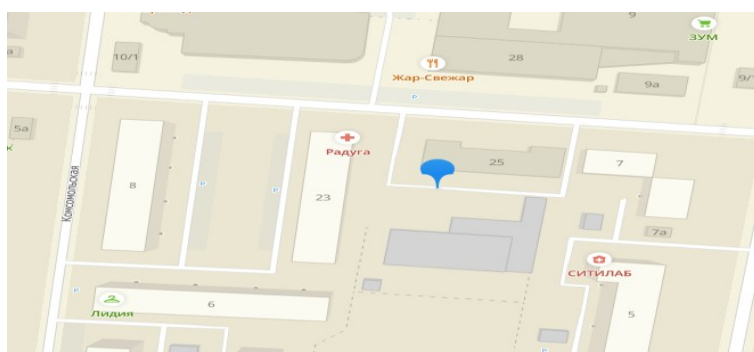 9
ЗУМ
10/1
28
Жар-Свежар
9а
9/1
Р
5а
к
Радуга
25
7
8
Р
Р
23
Комсомольская
7а
СИТИЛАБ
Р
6
Лидия
5